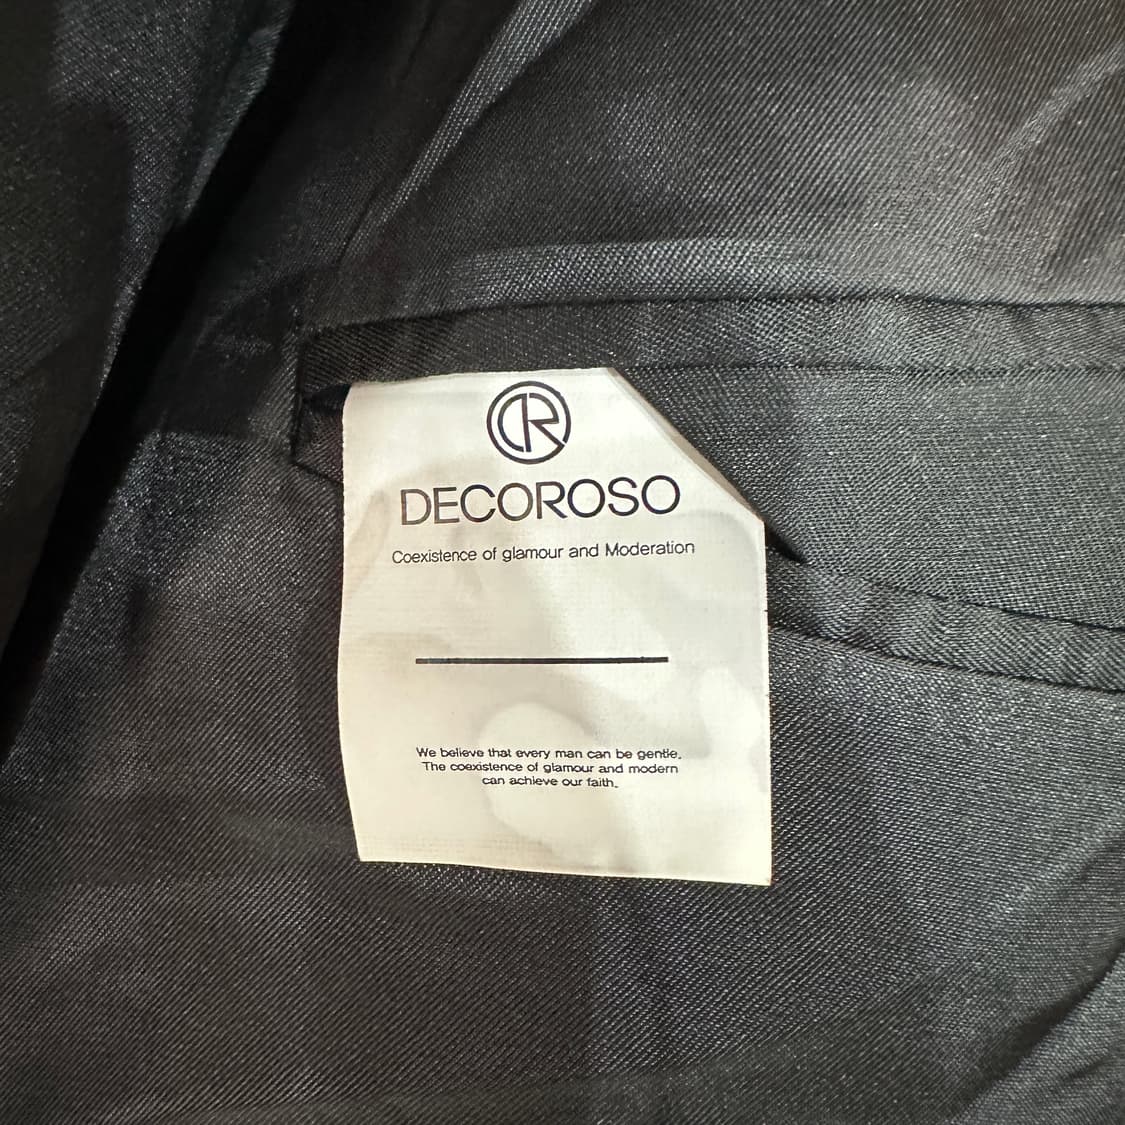 CR
DECOROSO
Coexistence of glamour and Moderation
We believe that every man can be gentle.
The coexistence of glamour and modern
can achieve our faith.